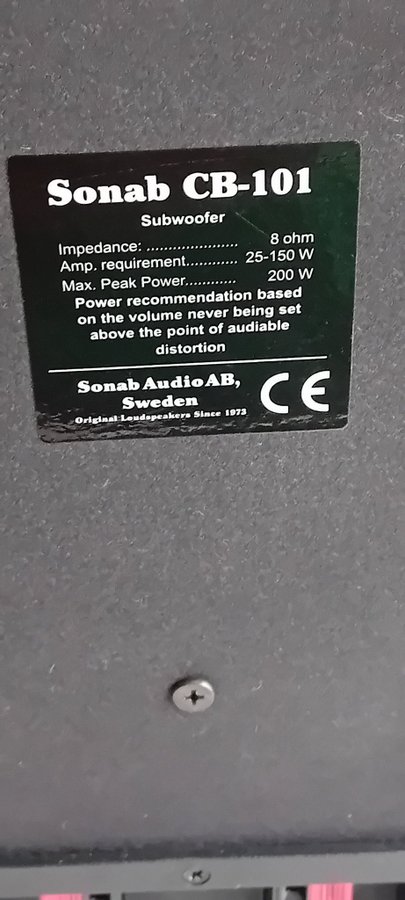 Sonab CB-101
Subwoofer
Impedance: ..................... 8 ohm
Amp. requirement............ 25-150 W
Max. Peak Power............ 200 W
Power recommendation based
on the volume never being set
above the point of audiable
distortion
Sonab Audio AB,
Sweden
Original Loudspeakers Since 1973
CE